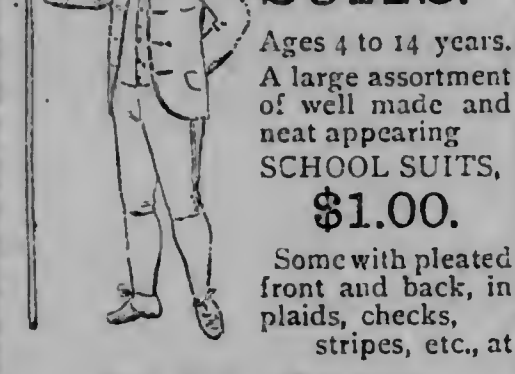 Ages 4 to 14 years.
A large assortment
of well made and
neat appearing
SCHOOL SUITS,
$1.00.
Some with pleated
front and back, in
plaids, checks,
stripes, etc., at